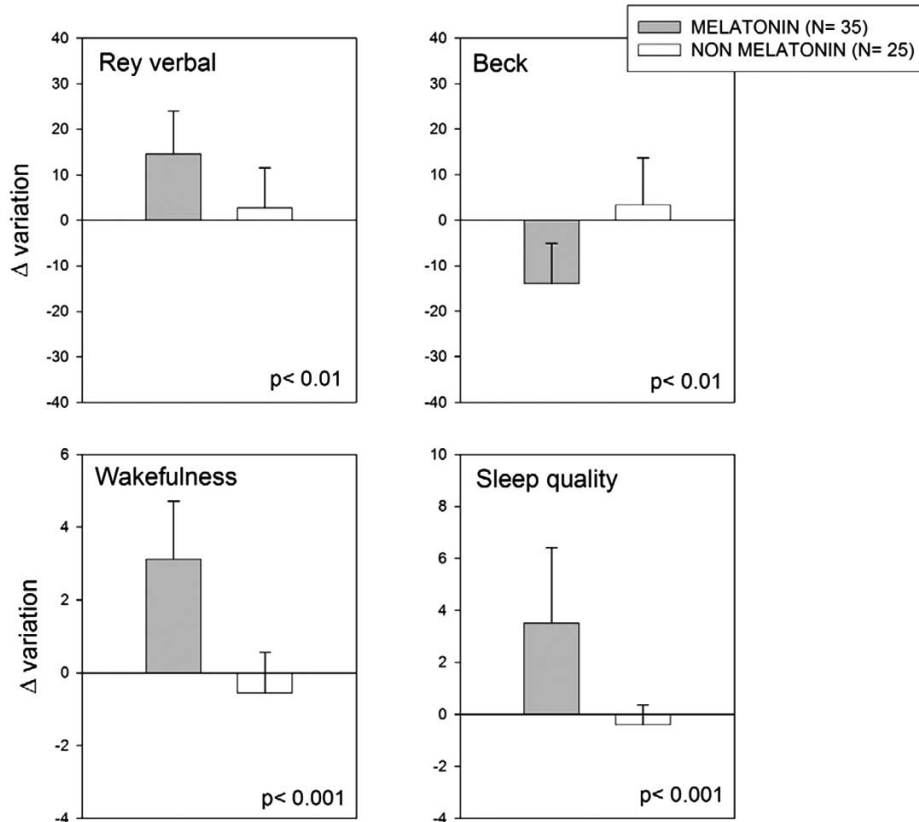 MELATONIN (N= 35)
NON MELATONIN (N= 25)
Rey verbal
40
30
20
10
0
-10
-20
-30
-40
Δ variation
p< 0.01
Beck
40
30
20
10
0
-10
-20
-30
-40
p< 0.01
Wakefulness
6
4
2
0
-2
-4
Δ variation
p< 0.001
Sleep quality
10
8
6
4
2
0
-2
-4
p< 0.001